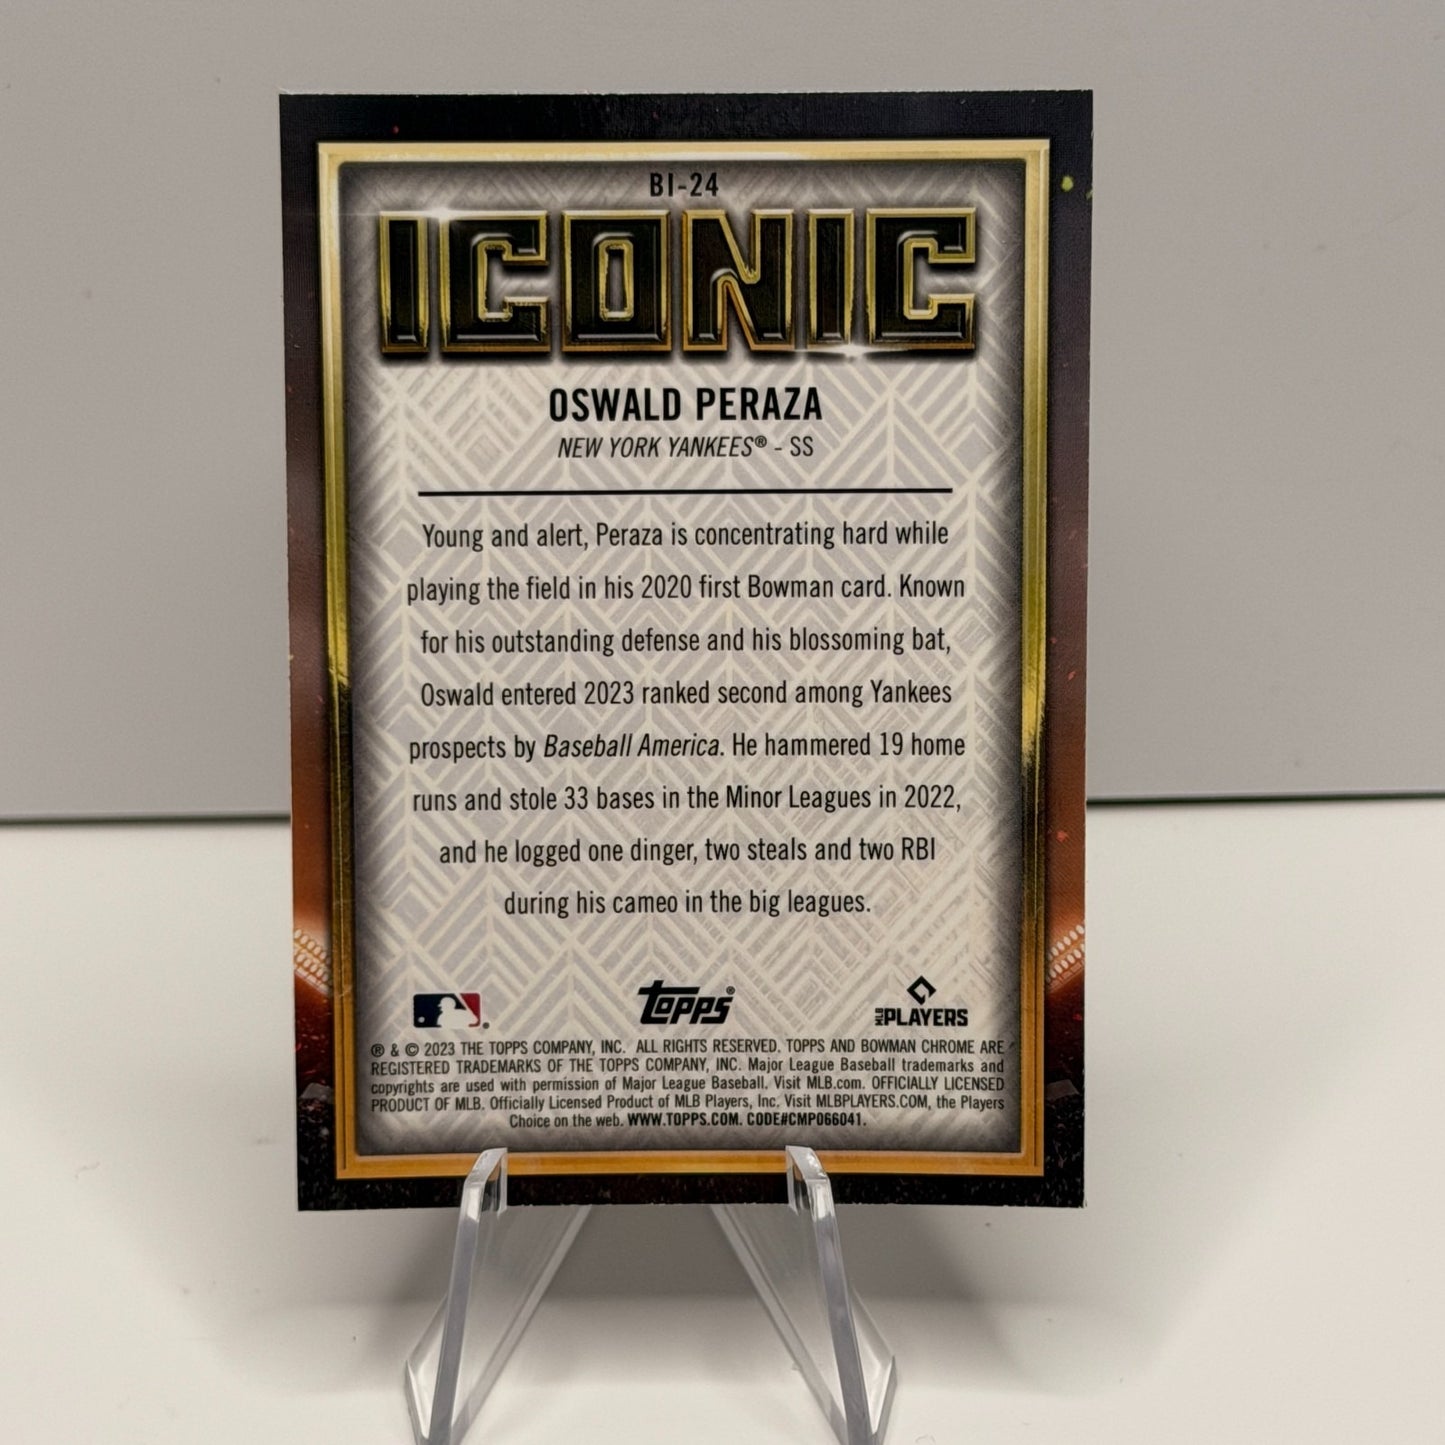 BI-24
ICONIC
OSWALD PERAZA
NEW YORK YANKEES® - SS
Young and alert, Peraza is concentrating hard while
playing the field in his 2020 first Bowman card. Known
for his outstanding defense and his blossoming bat,
Oswald entered 2023 ranked second among Yankees
prospects by Baseball America. He hammered 19 home
runs and stole 33 bases in the Minor Leagues in 2022,
and he logged one dinger, two steals and two RBI
during his cameo in the big leagues.
Topps®
MLB PLAYERS
® & © 2023 THE TOPPS COMPANY, INC. ALL RIGHTS RESERVED. TOPPS AND BOWMAN CHROME ARE
REGISTERED TRADEMARKS OF THE TOPPS COMPANY, INC. Major League Baseball trademarks and
copyrights are used with permission of Major League Baseball. Visit MLB.com. OFFICIALLY LICENSED
PRODUCT OF MLB. Officially Licensed Product of MLB Players, Inc. Visit MLBPLAYERS.COM, the Players
Choice on the web. WWW.TOPPS.COM. CODE#CMP066041.